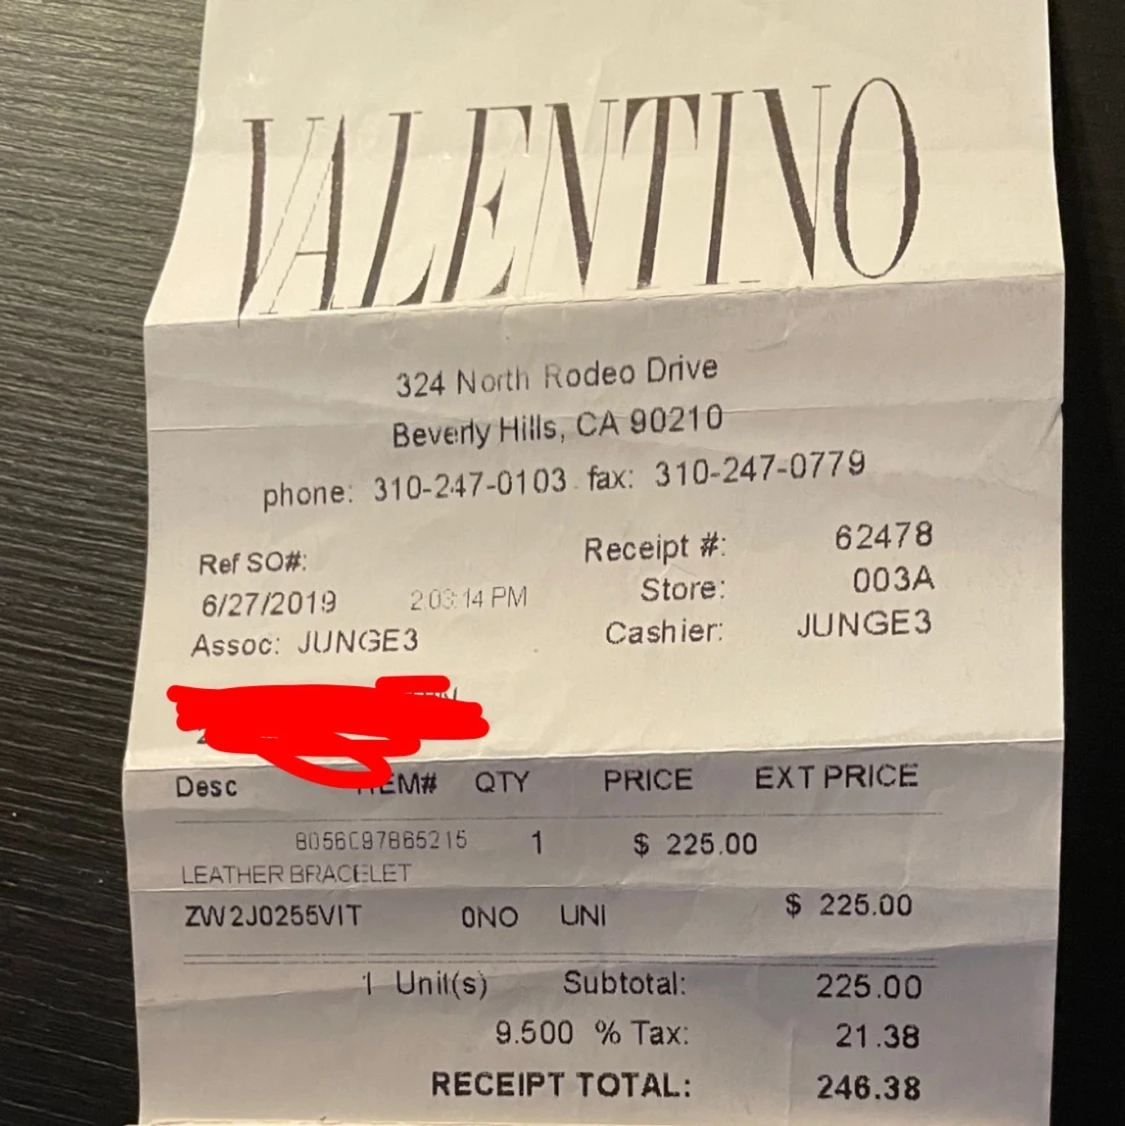 VALENTINO
324 North Rodeo Drive
Beverly Hills, CA 90210
phone: 310-247-0103 fax: 310-247-0779
Ref SO#: Receipt #: 62478
6/27/2019 2:03:14 PM Store: 003A
Assoc: JUNGE3 Cashier: JUNGE3
Desc QTY PRICE EXT PRICE
1 $ 225.00
LEATHER BRACELET
ZW2J0255VIT 0NO UNI $ 225.00
1 Unit(s) Subtotal: 225.00
9.500 % Tax: 21.38
RECEIPT TOTAL: 246.38